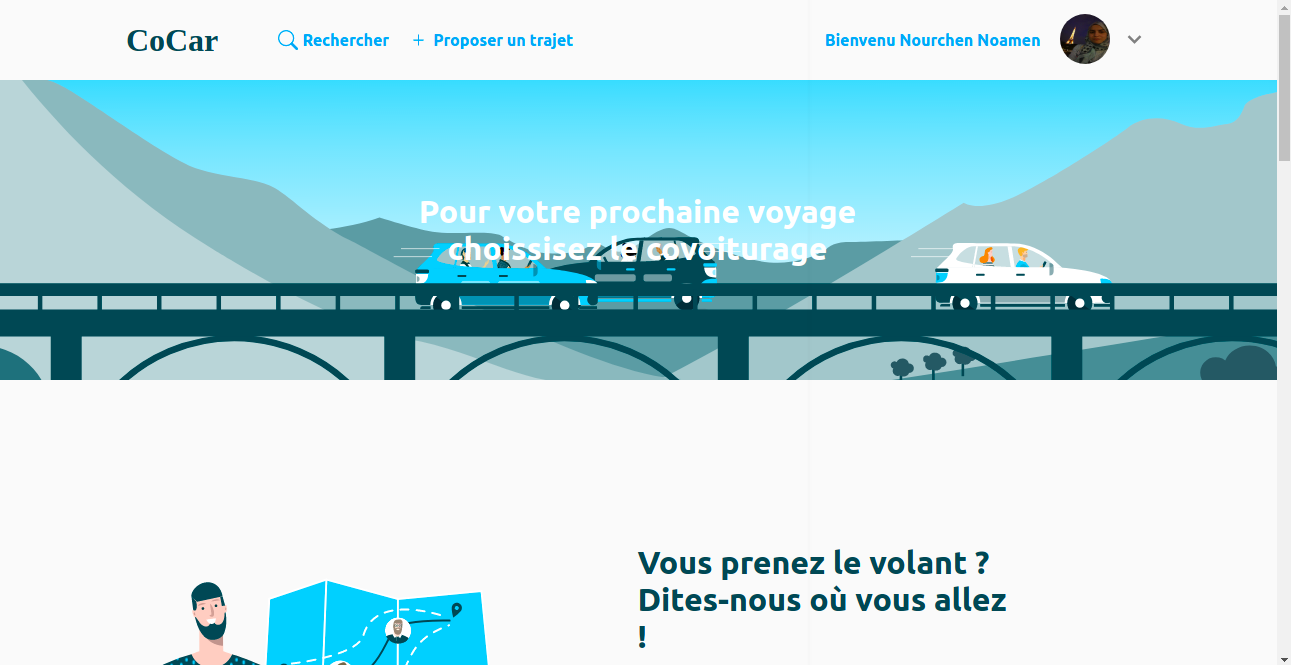 CoCar
Rechercher
+ Proposer un trajet
Bienvenu Nourchen Noamen
Pour votre prochaine voyage
choissisez le covoiturage
Vous prenez le volant ?
Dites-nous où vous allez
!